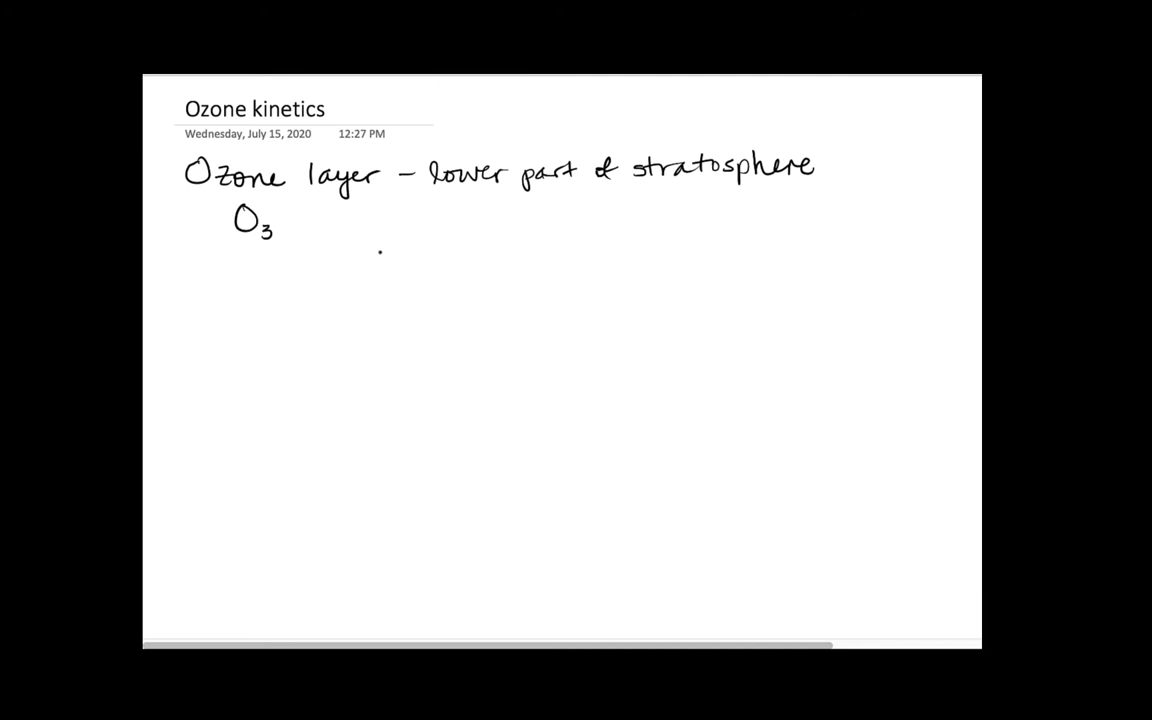 Ozone kinetics
Wednesday, July 15, 2020 12:27 PM
Ozone layer – lower part of stratosphere
O₃